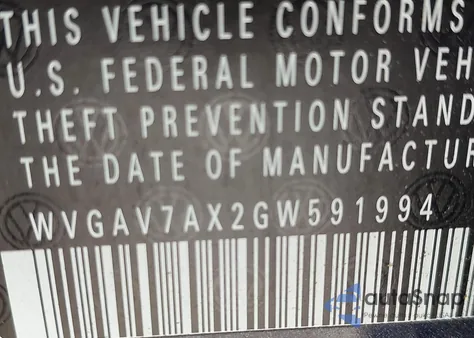 THIS VEHICLE CONFORMS
U.S. FEDERAL MOTOR VEH
THEFT PREVENTION STAND
THE DATE OF MANUFACTUR
WVGAV7AX2GW591994
autoSnap